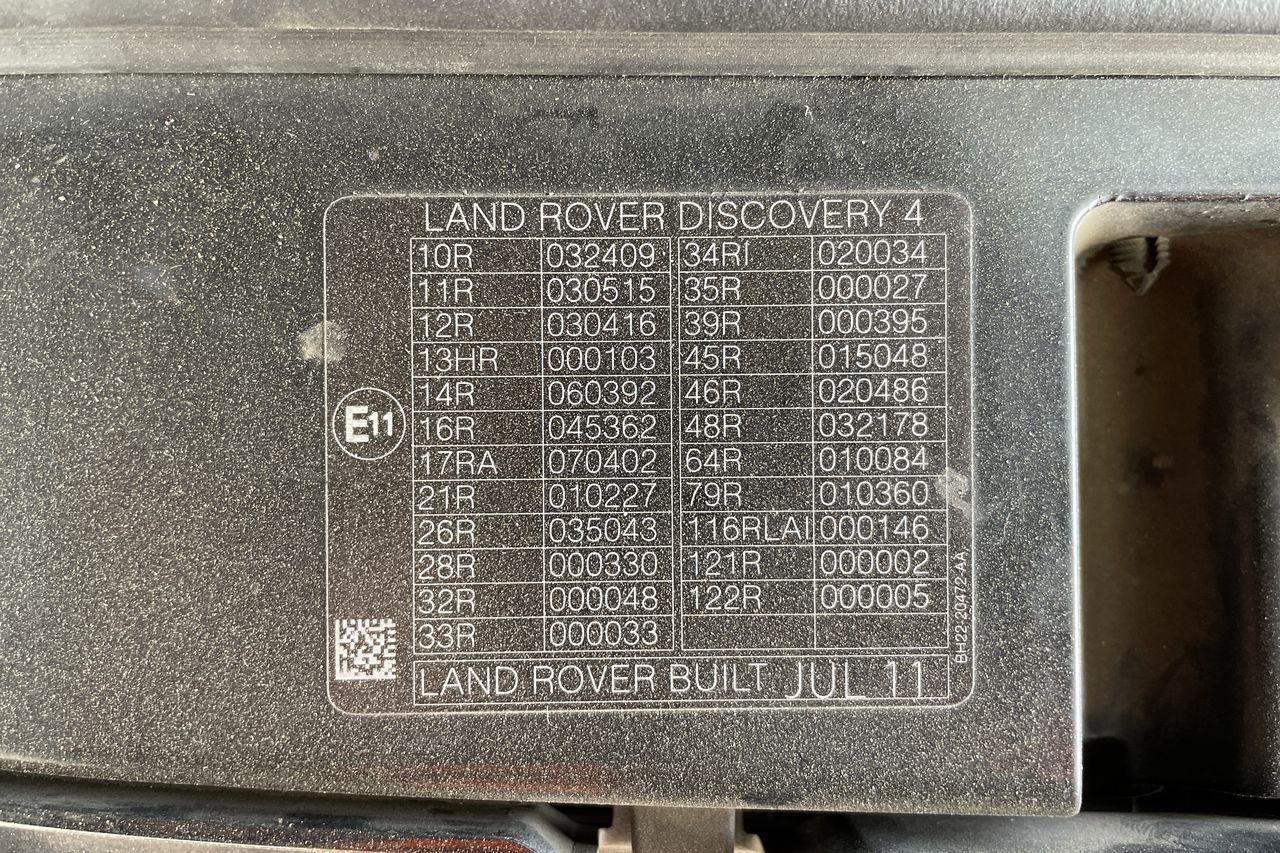 LAND ROVER DISCOVERY 4
10R 032409 34RI 020034
11R 030515 35R 000027
12R 030416 39R 000395
13HR 000103 45R 015048
14R 060392 46R 020486
E11
16R 045362 48R 032178
17RA 070402 64R 010084
21R 010227 79R 010360
26R 035043 116RLAI 000146
28R 000330 121R 000002
32R 000048 122R 000005
33R 000033
LAND ROVER BUILT JUL 11
BH22-20472-AA